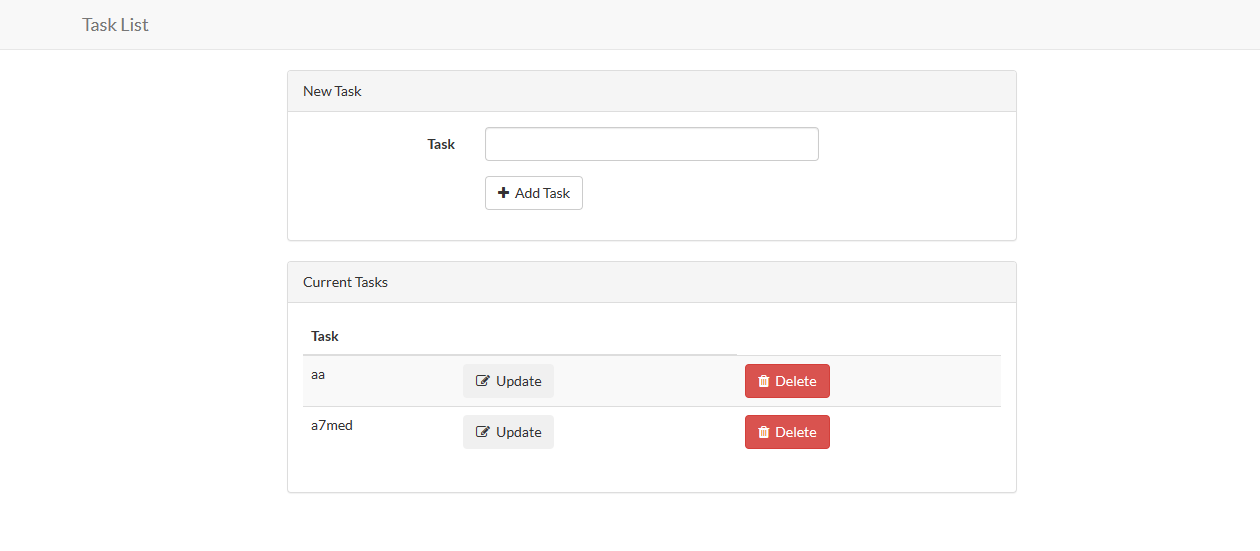 Task List
New Task
Task
Add Task
Current Tasks
Task
aa Update Delete
a7med Update Delete